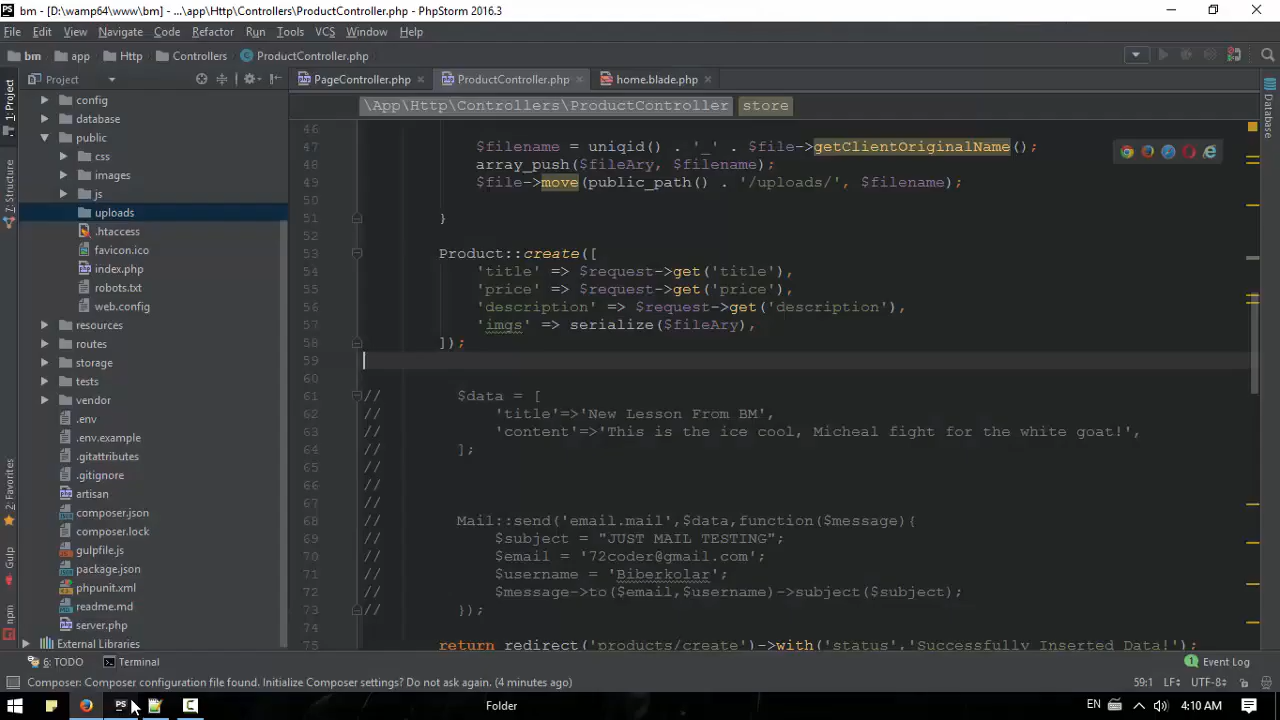 bm - [D:\wamp64\www\bm] - ...\app\Http\Controllers\ProductController.php - PhpStorm 2016.3
File Edit View Navigate Code Refactor Run Tools VCS Window Help
bm app Http Controllers ProductController.php
Project
PageController.php ProductController.php home.blade.php
1: Project
7: Structure
2: Favorites
Gulp
npm
Database
config
database
public
css
images
js
uploads
.htaccess
favicon.ico
index.php
robots.txt
web.config
resources
routes
storage
tests
vendor
.env
.env.example
.gitattributes
.gitignore
artisan
composer.json
composer.lock
gulpfile.js
package.json
phpunit.xml
readme.md
server.php
External Libraries
\App\Http\Controllers\ProductController store
46
47 $filename = uniqid() . '_' . $file->getClientOriginalName();
48 array_push($fileAry, $filename);
49 $file->move(public_path() . '/uploads/', $filename);
50
51 }
52
53 Product::create([
54 'title' => $request->get('title'),
55 'price' => $request->get('price'),
56 'description' => $request->get('description'),
57 'imgs' => serialize($fileAry),
58 ]);
59
60
61 // $data = [
62 // 'title'=>'New Lesson From BM',
63 // 'content'=>'This is the ice cool, Micheal fight for the white goat!',
64 // ];
65 //
66 //
67 //
68 // Mail::send('email.mail',$data,function($message){
69 // $subject = "JUST MAIL TESTING";
70 // $email = '72coder@gmail.com';
71 // $username = 'Biberkolar';
72 // $message->to($email,$username)->subject($subject);
73 // });
74
75 return redirect('products/create')->with('status','Successfully Inserted Data!');
6: TODO Terminal Event Log
Composer: Composer configuration file found. Initialize Composer settings? Do not ask again. (4 minutes ago) 59:1 LF÷ UTF-8÷
Folder EN 4:10 AM